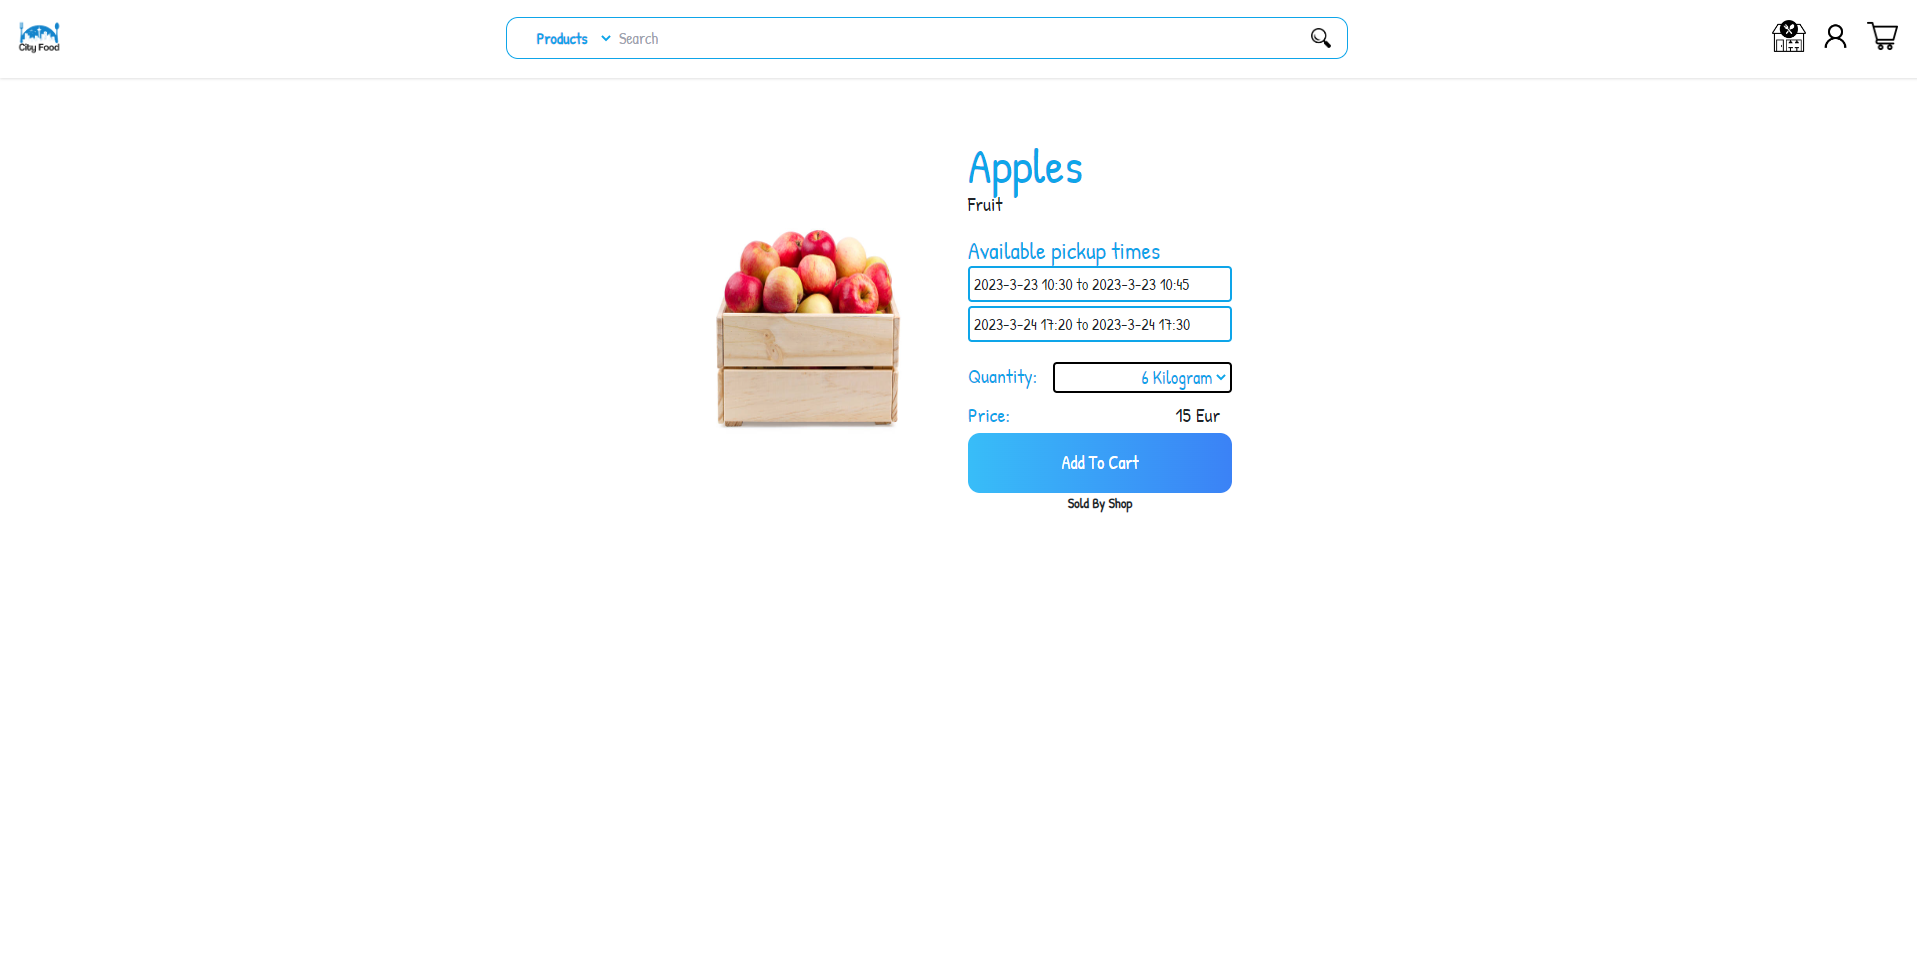 City Food
Products Search
Apples
Fruit
Available pickup times
2023-3-23 10:30 to 2023-3-23 10:45
2023-3-24 17:20 to 2023-3-24 17:30
Quantity: 6 Kilogram
Price: 15 Eur
Add To Cart
Sold By Shop